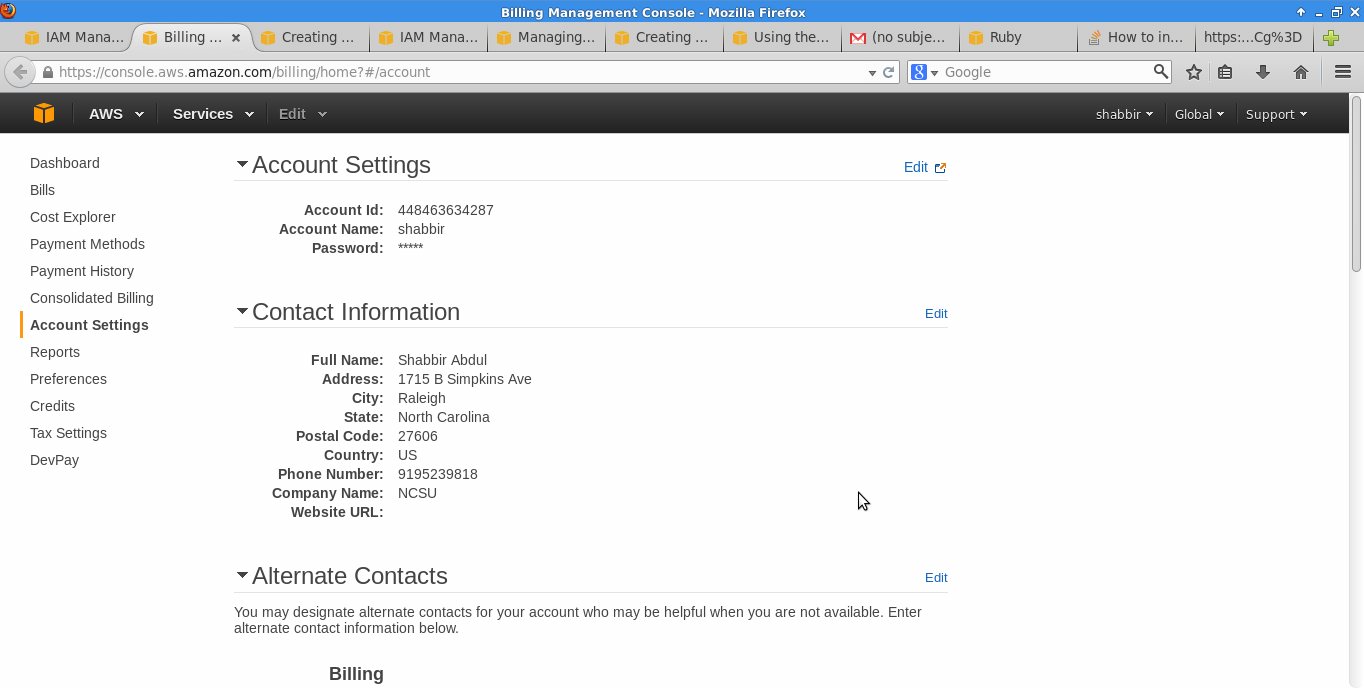 Billing Management Console - Mozilla Firefox
IAM Mana... Billing ... Creating ... IAM Mana... Managing... Creating ... Using the... (no subje... Ruby How to in... https:...Cg%3D
https://console.aws.amazon.com/billing/home?#/account Google
AWS Services Edit shabbir Global Support
Dashboard
Bills
Cost Explorer
Payment Methods
Payment History
Consolidated Billing
Account Settings
Reports
Preferences
Credits
Tax Settings
DevPay
Account Settings Edit
Account Id: 448463634287
Account Name: shabbir
Password: *****
Contact Information Edit
Full Name: Shabbir Abdul
Address: 1715 B Simpkins Ave
City: Raleigh
State: North Carolina
Postal Code: 27606
Country: US
Phone Number: 9195239818
Company Name: NCSU
Website URL:
Alternate Contacts Edit
You may designate alternate contacts for your account who may be helpful when you are not available. Enter
alternate contact information below.
Billing